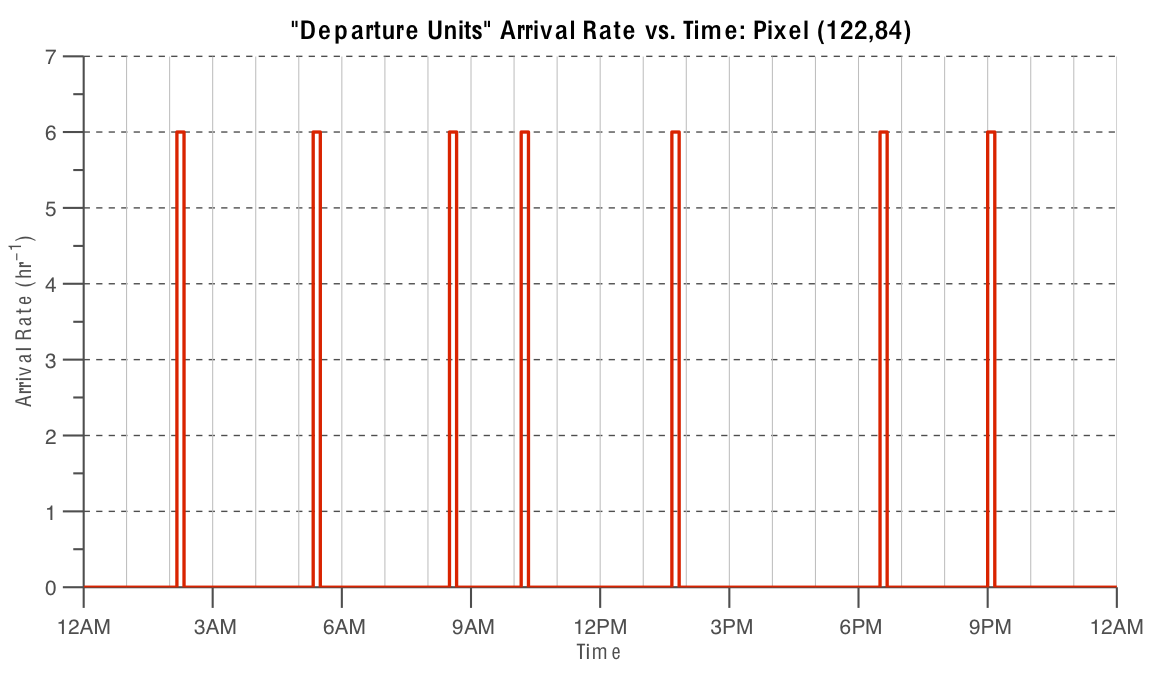 "Departure Units" Arrival Rate vs. Time: Pixel (122,84)
7
6
5
4
3
2
1
0
Arrival Rate (hr⁻¹)
12AM 3AM 6AM 9AM 12PM 3PM 6PM 9PM 12AM
Time